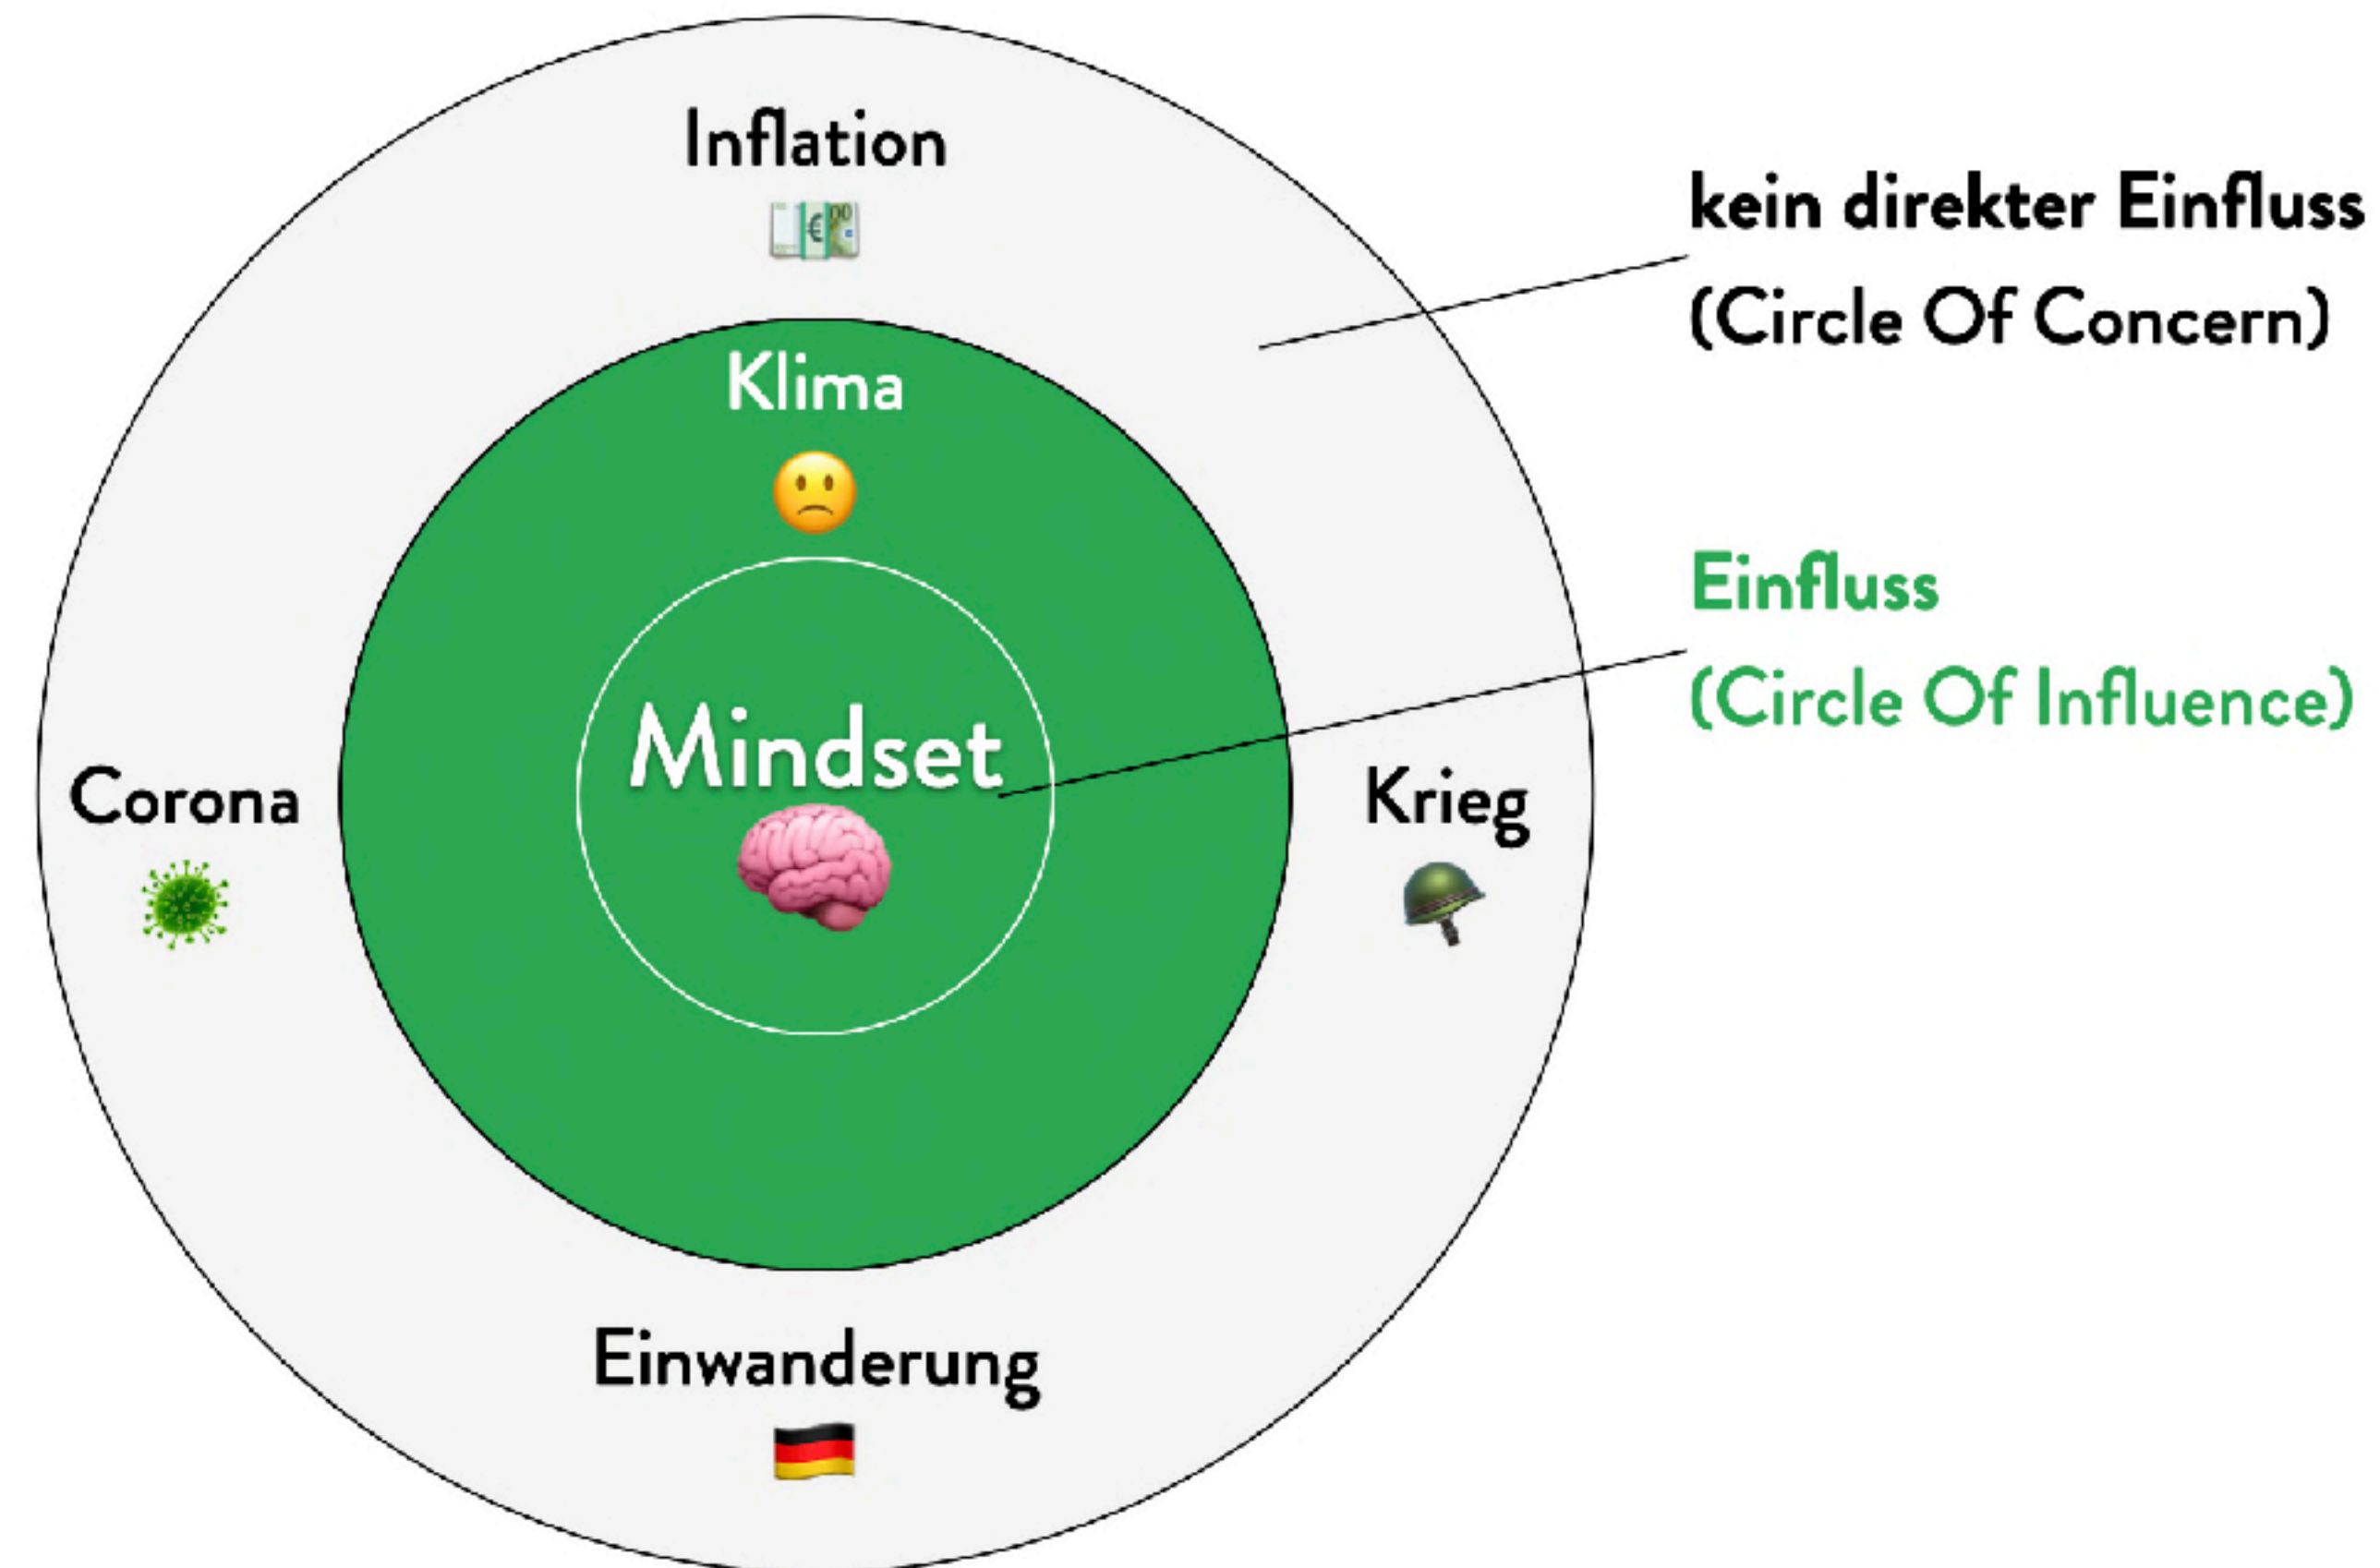 Inflation
kein direkter Einfluss
(Circle Of Concern)
Klima
Einfluss
(Circle Of Influence)
Mindset
Corona
Krieg
Einwanderung